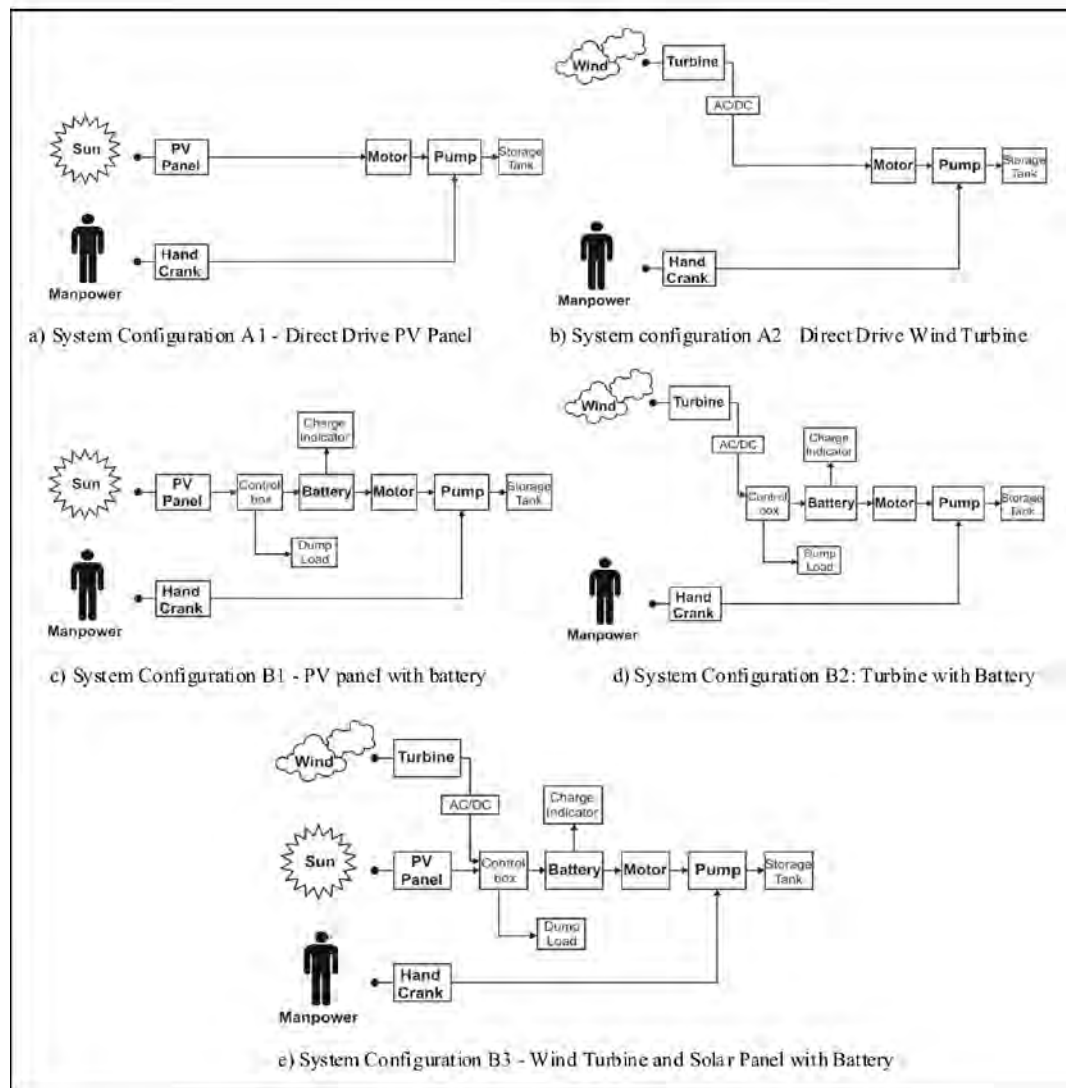 Sun
PV
Panel
Motor
Pump
Storage
Tank
Manpower
Hand
Crank
a) System Configuration A1 - Direct Drive PV Panel
Wind
Turbine
AC/DC
Motor
Pump
Storage
Tank
Manpower
Hand
Crank
b) System configuration A2 Direct Drive Wind Turbine
Charge
Indicator
Sun
PV
Panel
Control
box
Battery
Motor
Pump
Storage
Tank
Dump
Load
Manpower
Hand
Crank
c) System Configuration B1 - PV panel with battery
Wind
Turbine
AC/DC
Charge
Indicator
Control
box
Battery
Motor
Pump
Storage
Tank
Dump
Load
Manpower
Hand
Crank
d) System Configuration B2: Turbine with Battery
Wind
Turbine
AC/DC
Charge
Indicator
Sun
PV
Panel
Control
box
Battery
Motor
Pump
Storage
Tank
Dump
Load
Manpower
Hand
Crank
e) System Configuration B3 - Wind Turbine and Solar Panel with Battery